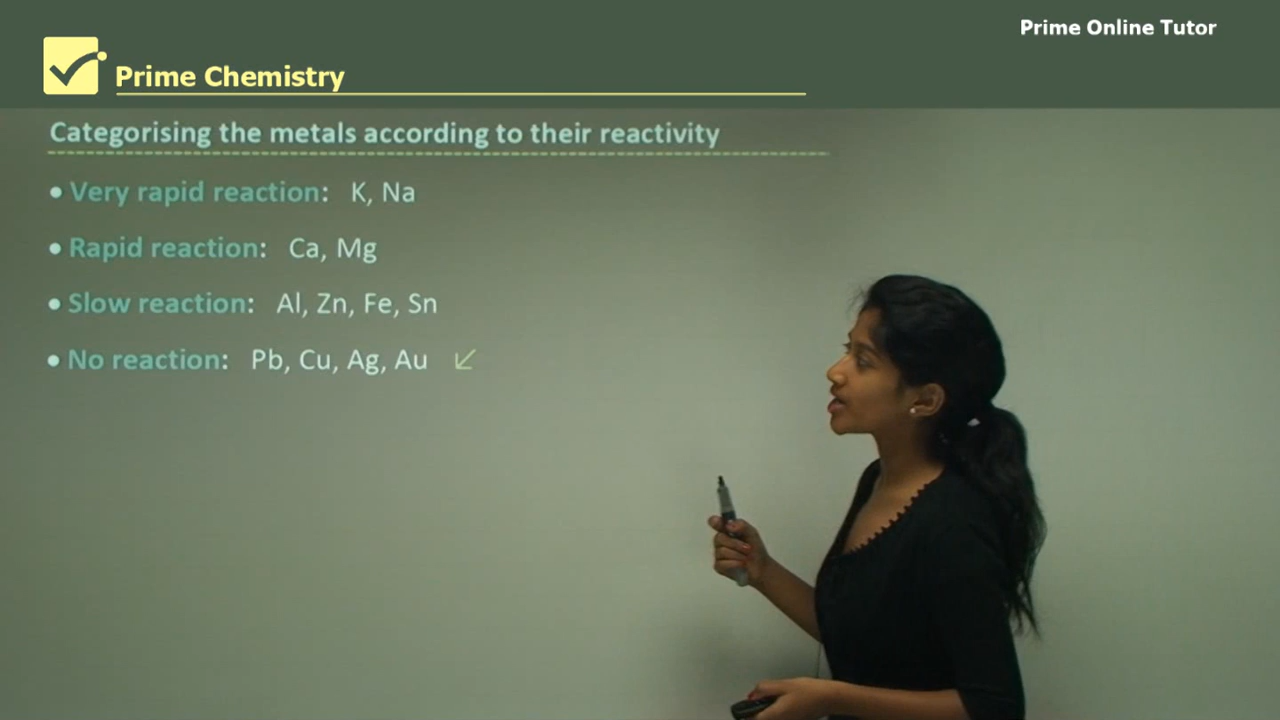 Prime Online Tutor
Prime Chemistry
Categorising the metals according to their reactivity
• Very rapid reaction: K, Na
• Rapid reaction: Ca, Mg
• Slow reaction: Al, Zn, Fe, Sn
• No reaction: Pb, Cu, Ag, Au